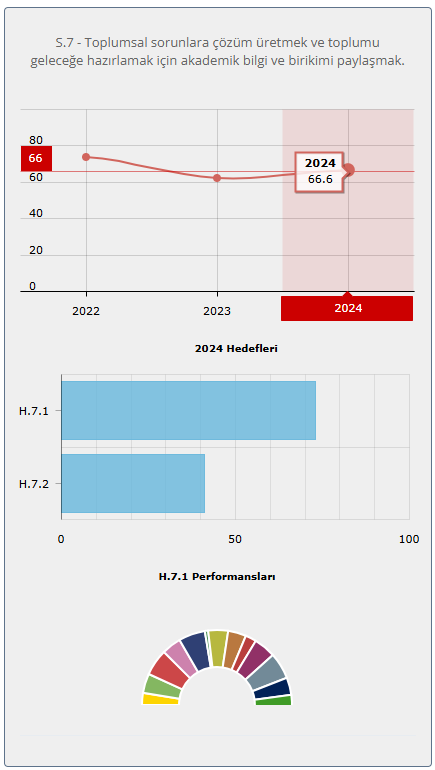 S.7 - Toplumsal sorunlara çözüm üretmek ve toplumu
geleceğe hazırlamak için akademik bilgi ve birikimi paylaşmak.
80
66
60
40
20
0
2024
66.6
2022
2023
2024
2024 Hedefleri
H.7.1
H.7.2
0
50
100
H.7.1 Performansları